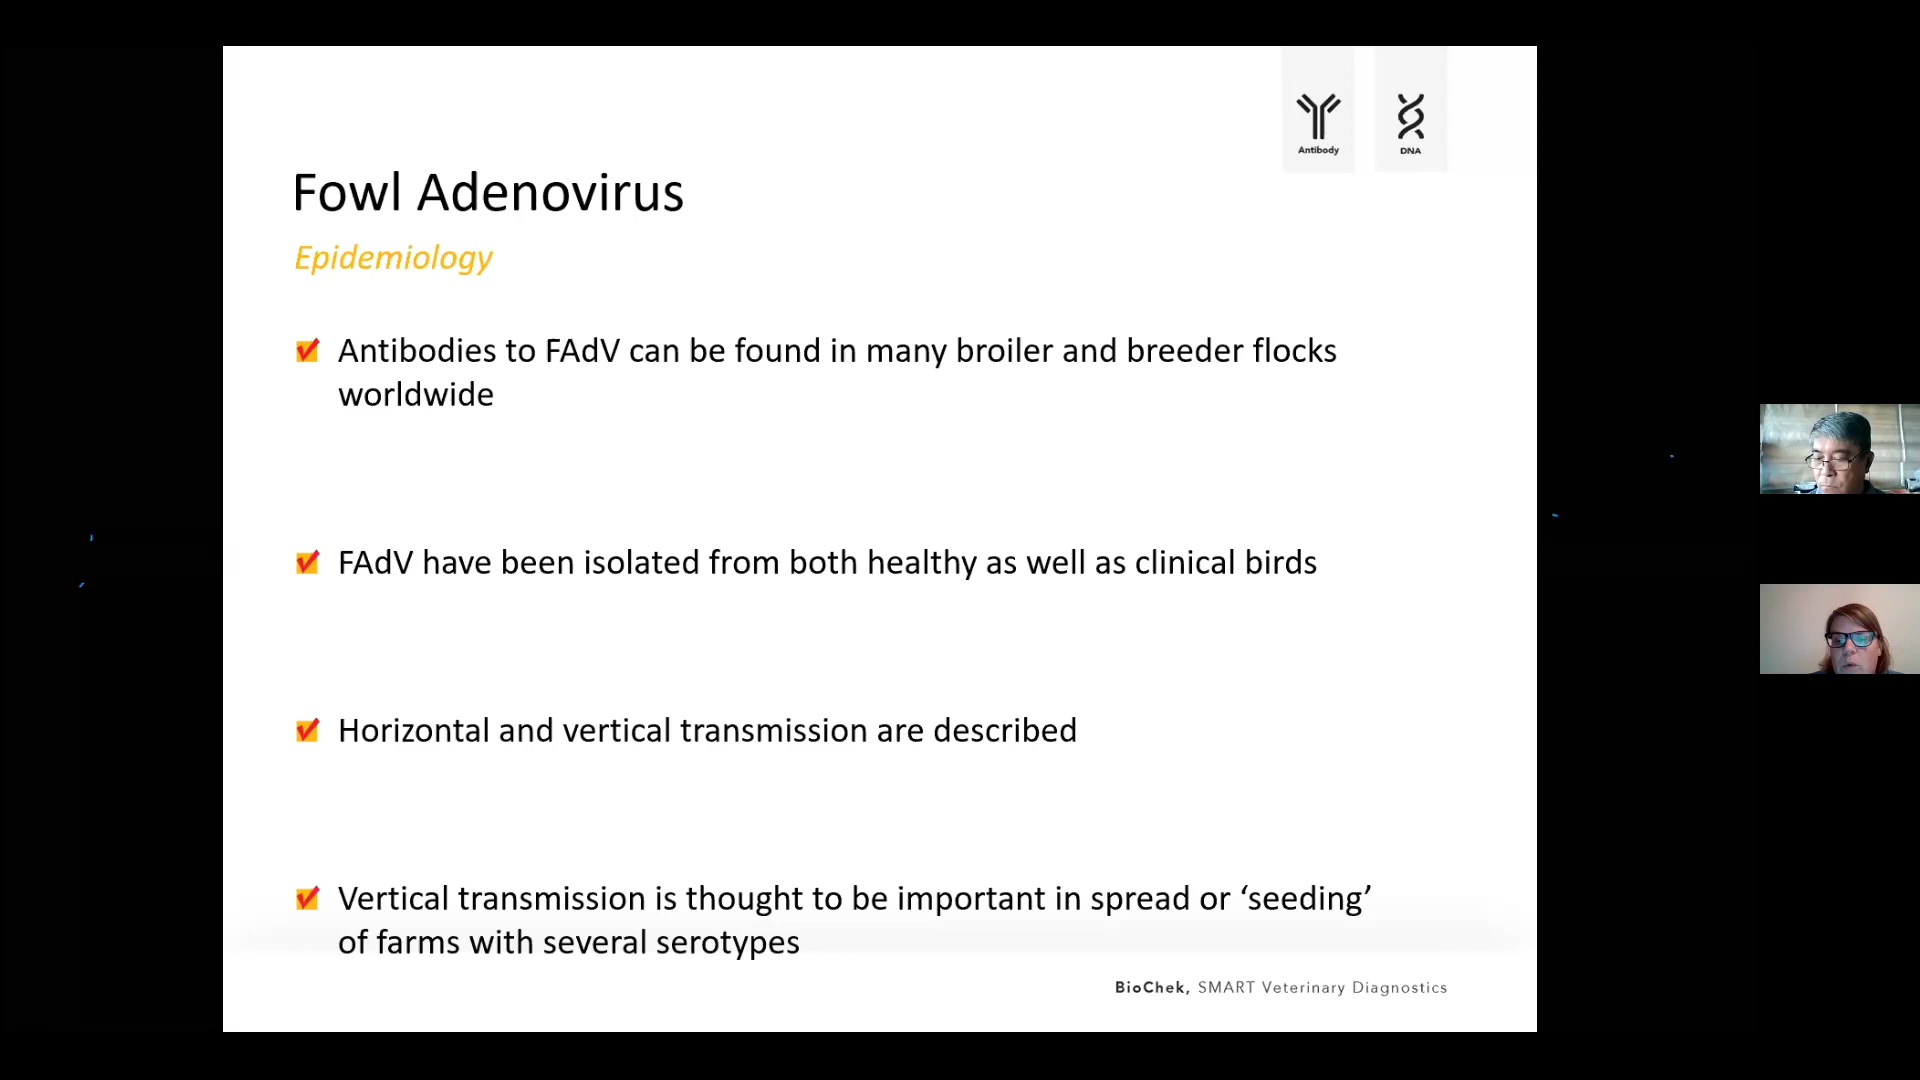 Antibody
DNA
Fowl Adenovirus
Epidemiology
Antibodies to FAdV can be found in many broiler and breeder flocks
worldwide
FAdV have been isolated from both healthy as well as clinical birds
Horizontal and vertical transmission are described
Vertical transmission is thought to be important in spread or ‘seeding’
of farms with several serotypes
BioChek, SMART Veterinary Diagnostics